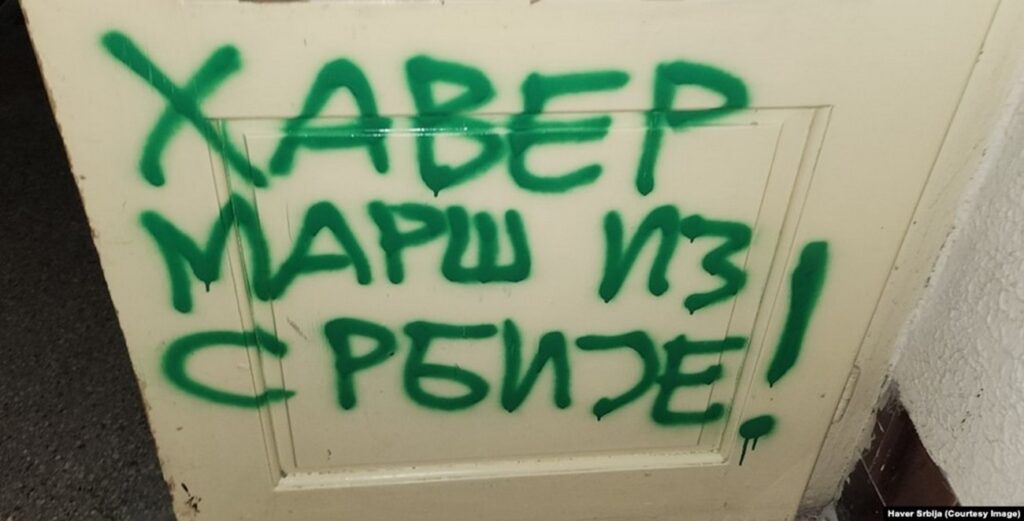 ХАВЕР
МАРШ ИЗ
СРБИЈЕ!
Haver Srbija (Courtesy Image)